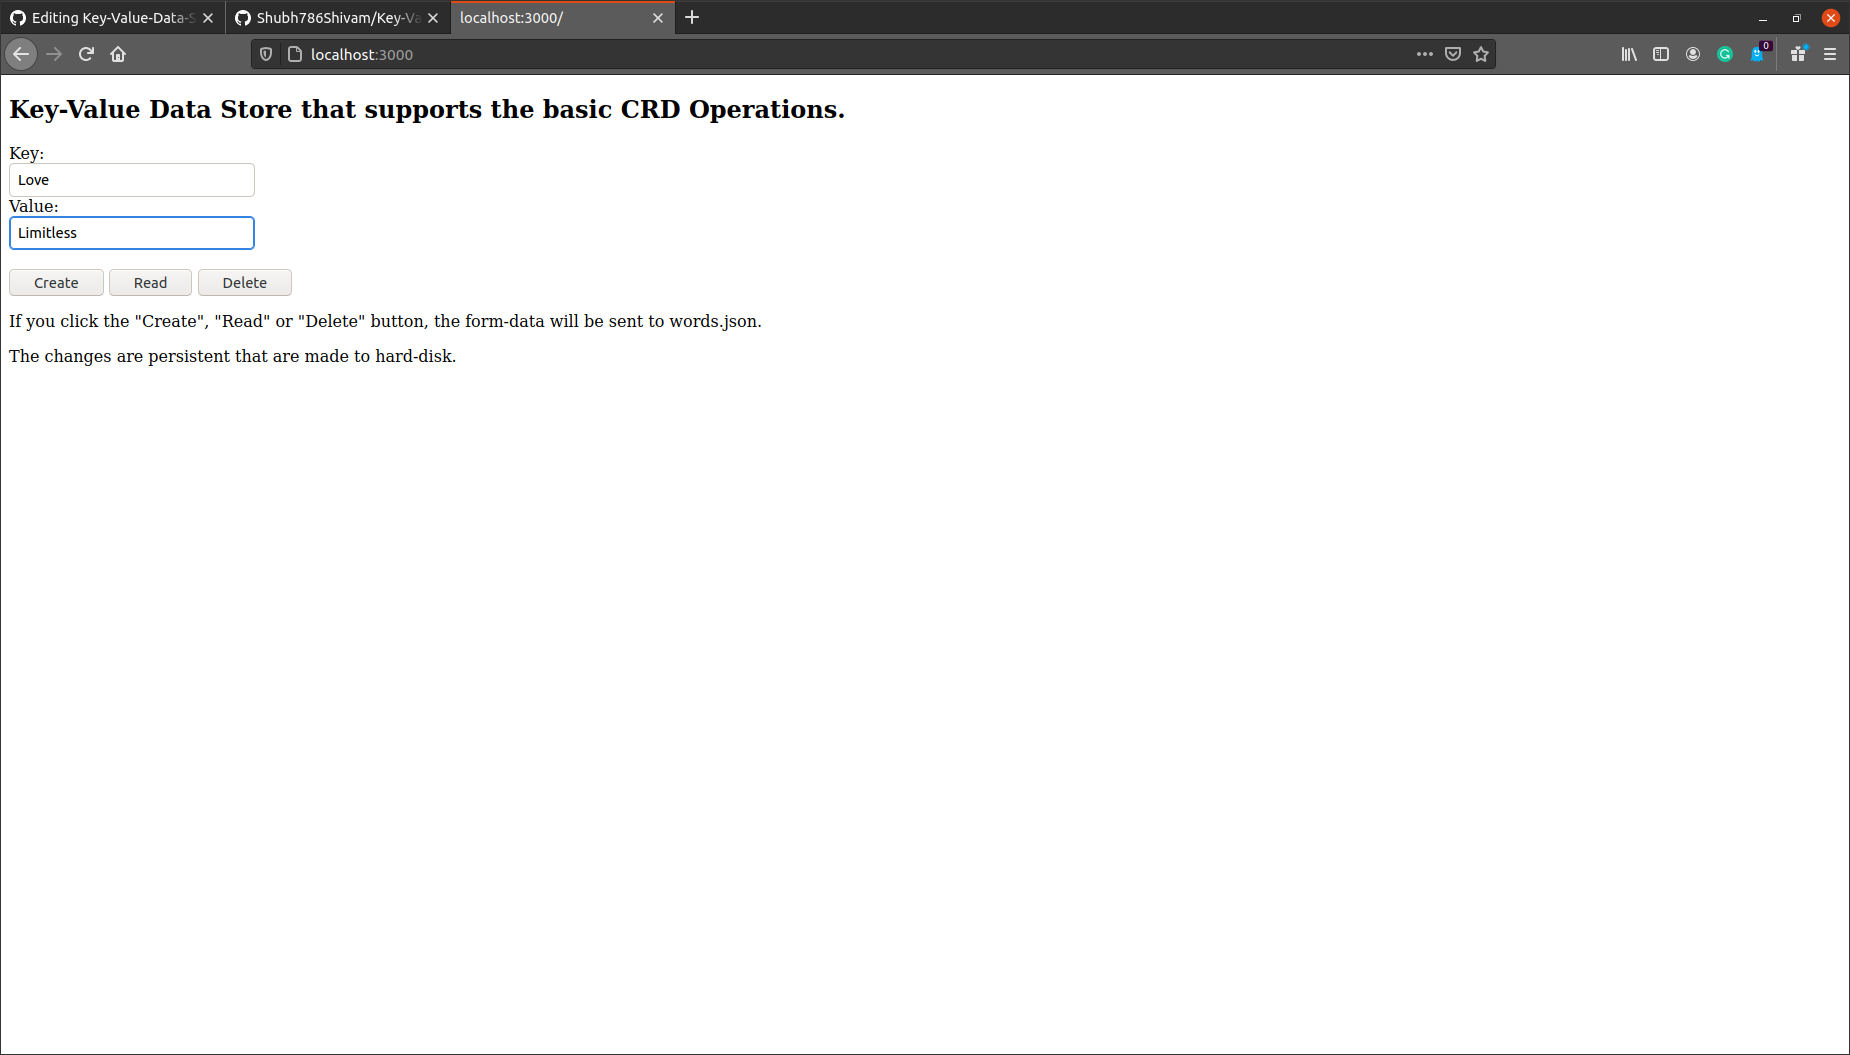 Editing Key-Value-Data-S
Shubh786Shivam/Key-Va
localhost:3000/
localhost:3000
0
Key-Value Data Store that supports the basic CRD Operations.
Key:
Love
Value:
Limitless
Create Read Delete
If you click the "Create", "Read" or "Delete" button, the form-data will be sent to words.json.
The changes are persistent that are made to hard-disk.